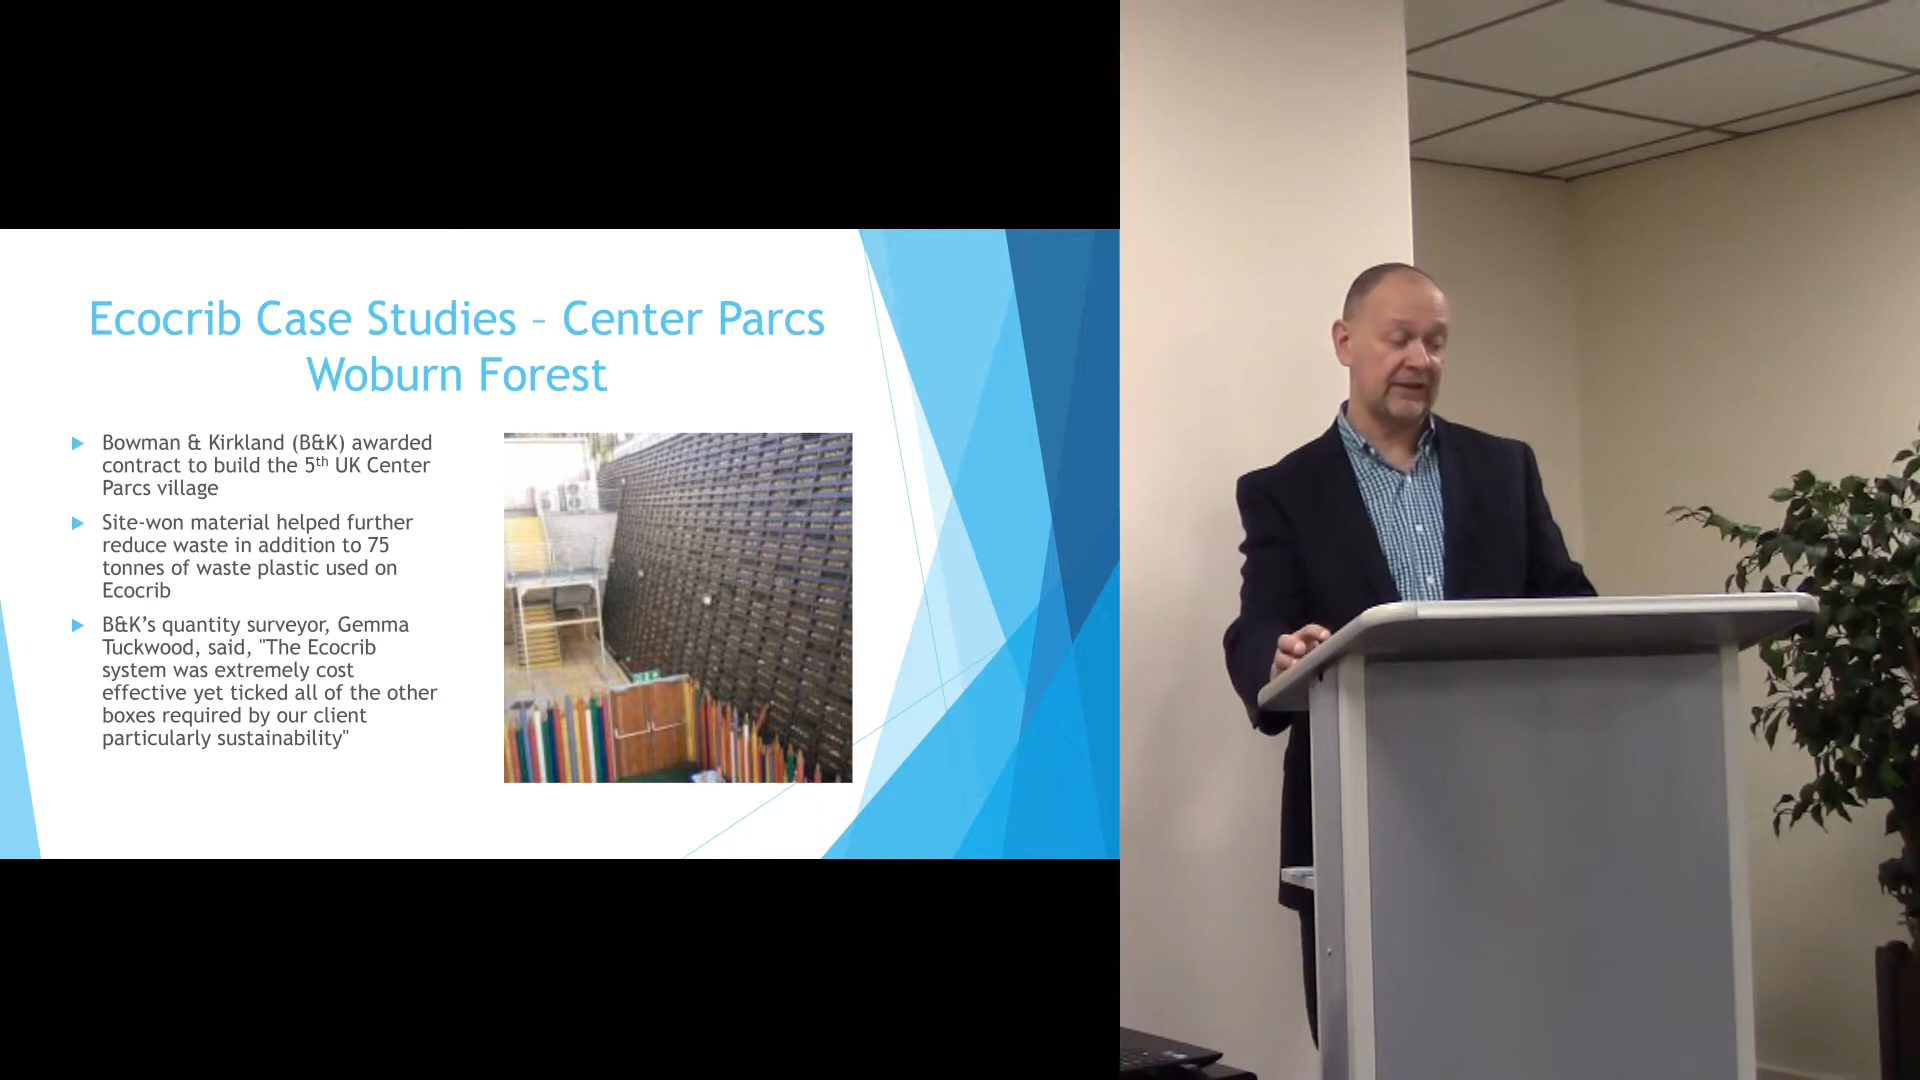 Ecocrib Case Studies – Center Parcs
Woburn Forest
Bowman & Kirkland (B&K) awarded
contract to build the 5th UK Center
Parcs village
Site-won material helped further
reduce waste in addition to 75
tonnes of waste plastic used on
Ecocrib
B&K’s quantity surveyor, Gemma
Tuckwood, said, "The Ecocrib
system was extremely cost
effective yet ticked all of the other
boxes required by our client
particularly sustainability"